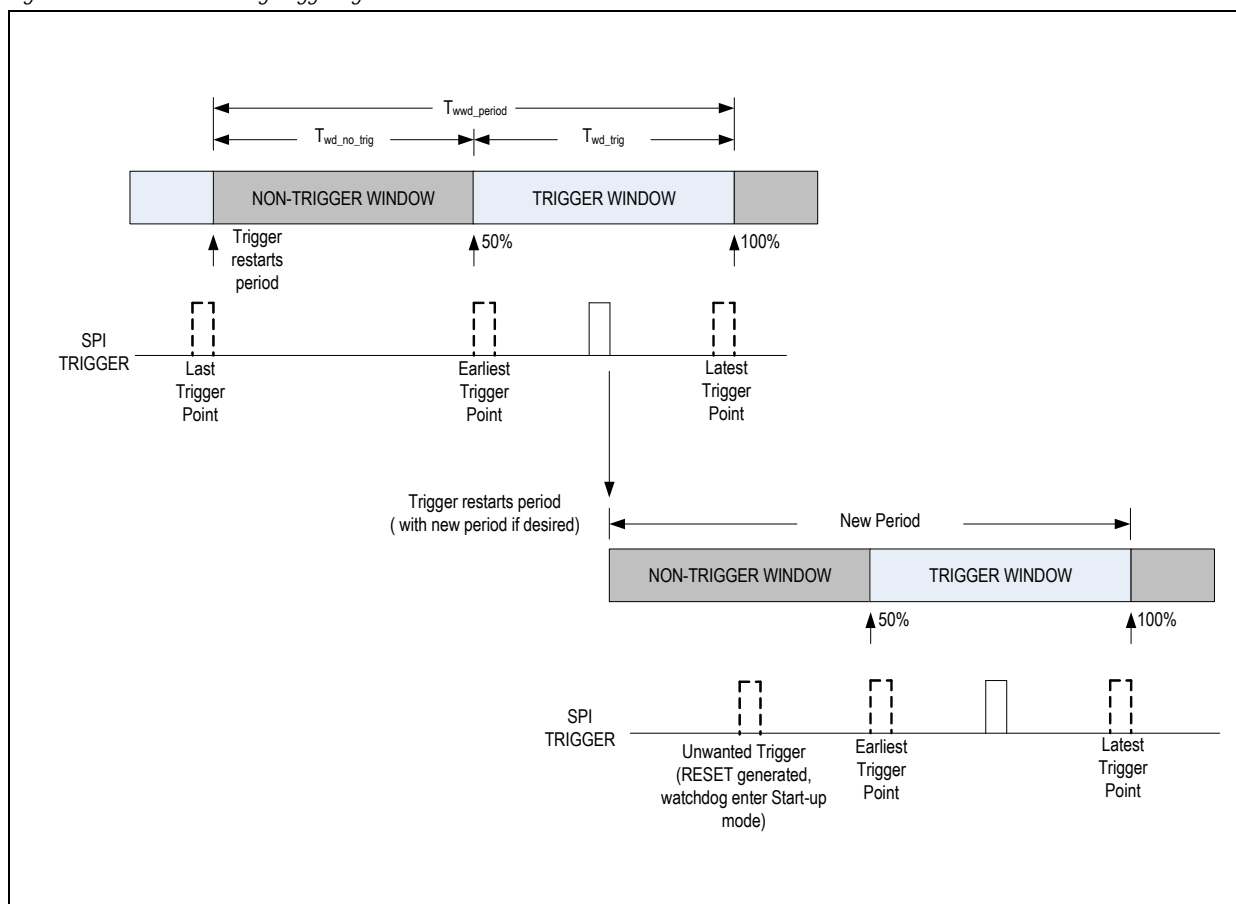 T_wwd_period
T_wd_no_trig
T_wd_trig
NON-TRIGGER WINDOW
TRIGGER WINDOW
Trigger
restarts
period
50%
100%
SPI
TRIGGER
Last
Trigger
Point
Earliest
Trigger
Point
Latest
Trigger
Point
Trigger restarts period
( with new period if desired)
New Period
NON-TRIGGER WINDOW
TRIGGER WINDOW
50%
100%
SPI
TRIGGER
Unwanted Trigger
(RESET generated,
watchdog enter Start-up
mode)
Earliest
Trigger
Point
Latest
Trigger
Point